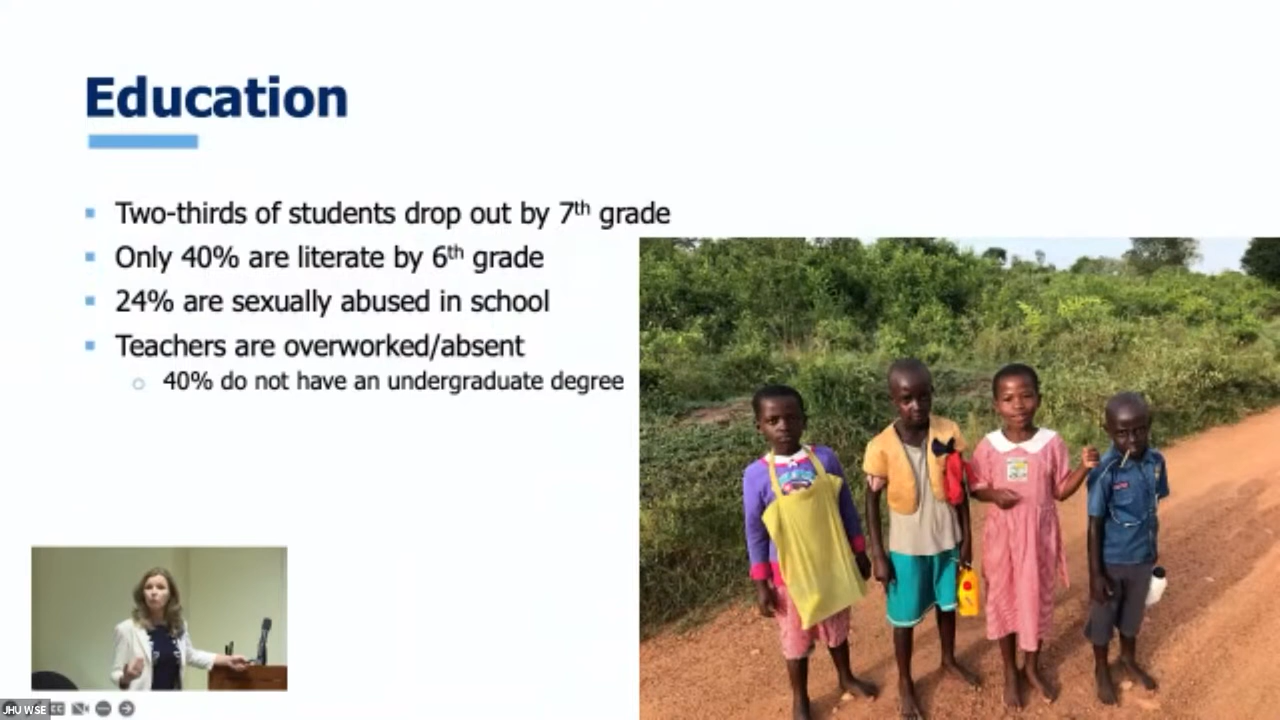 Education
Two-thirds of students drop out by 7th grade
Only 40% are literate by 6th grade
24% are sexually abused in school
Teachers are overworked/absent
40% do not have an undergraduate degree
JHU WSE
CC